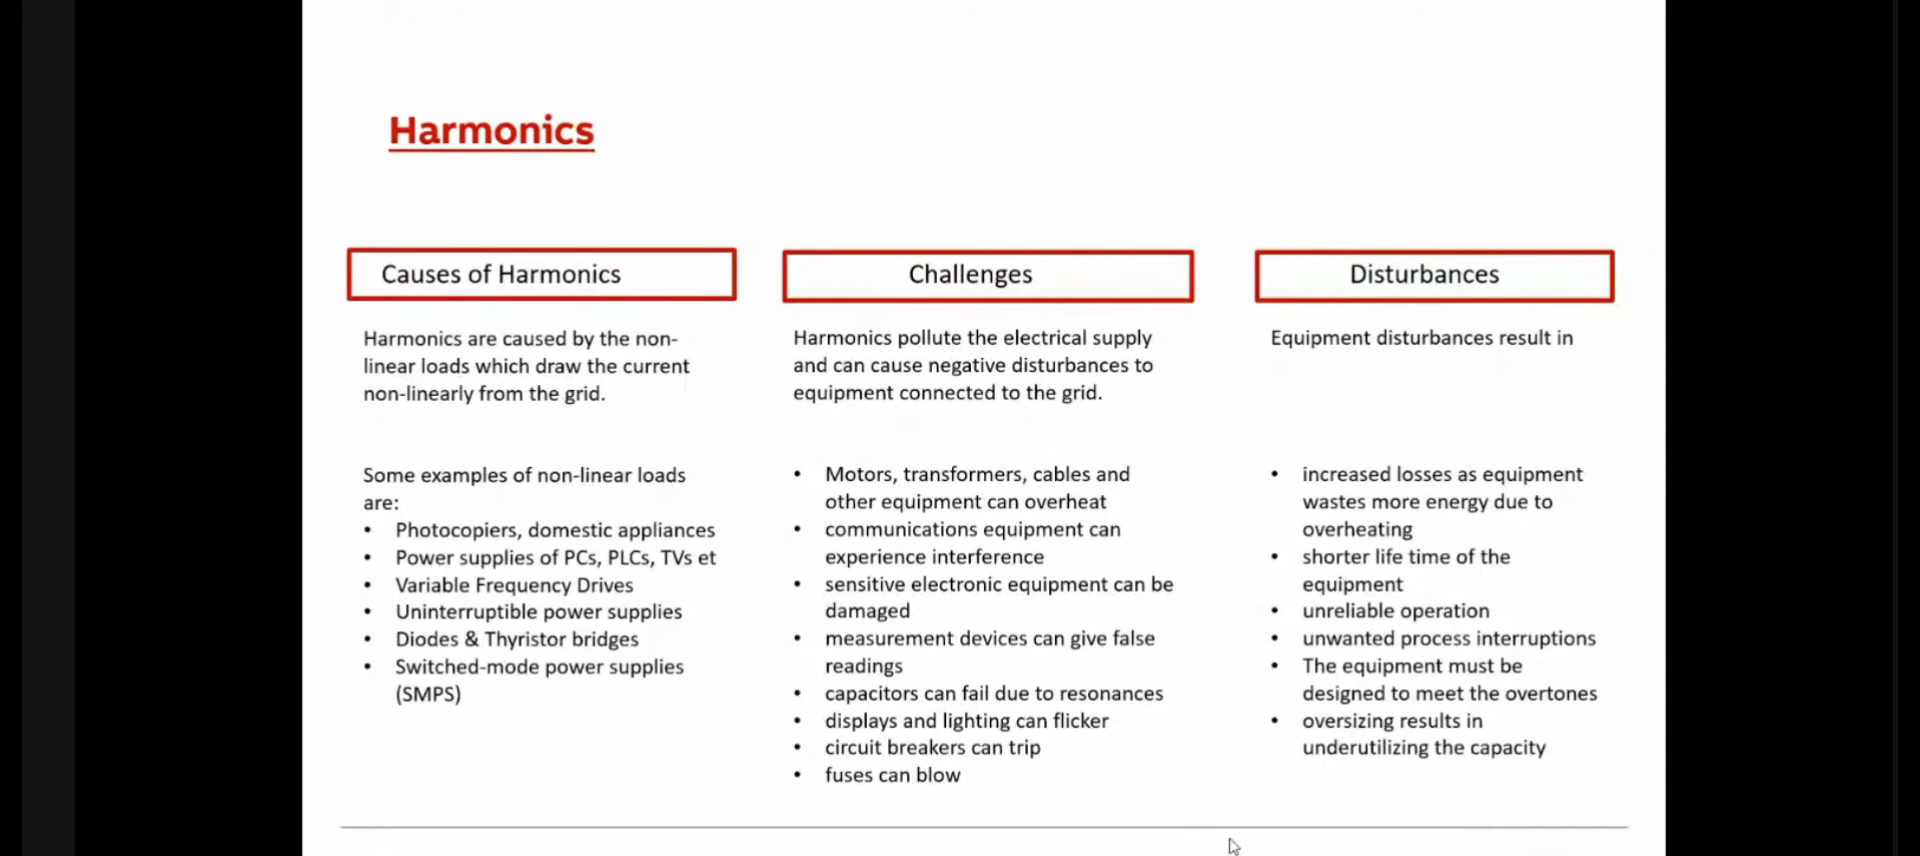 Harmonics
Causes of Harmonics
Harmonics are caused by the non-
linear loads which draw the current
non-linearly from the grid.
Some examples of non-linear loads
are:
• Photocopiers, domestic appliances
• Power supplies of PCs, PLCs, TVs et
• Variable Frequency Drives
• Uninterruptible power supplies
• Diodes & Thyristor bridges
• Switched-mode power supplies
(SMPS)
Challenges
Harmonics pollute the electrical supply
and can cause negative disturbances to
equipment connected to the grid.
• Motors, transformers, cables and
other equipment can overheat
• communications equipment can
experience interference
• sensitive electronic equipment can be
damaged
• measurement devices can give false
readings
• capacitors can fail due to resonances
• displays and lighting can flicker
• circuit breakers can trip
• fuses can blow
Disturbances
Equipment disturbances result in
• increased losses as equipment
wastes more energy due to
overheating
• shorter life time of the
equipment
• unreliable operation
• unwanted process interruptions
• The equipment must be
designed to meet the overtones
• oversizing results in
underutilizing the capacity